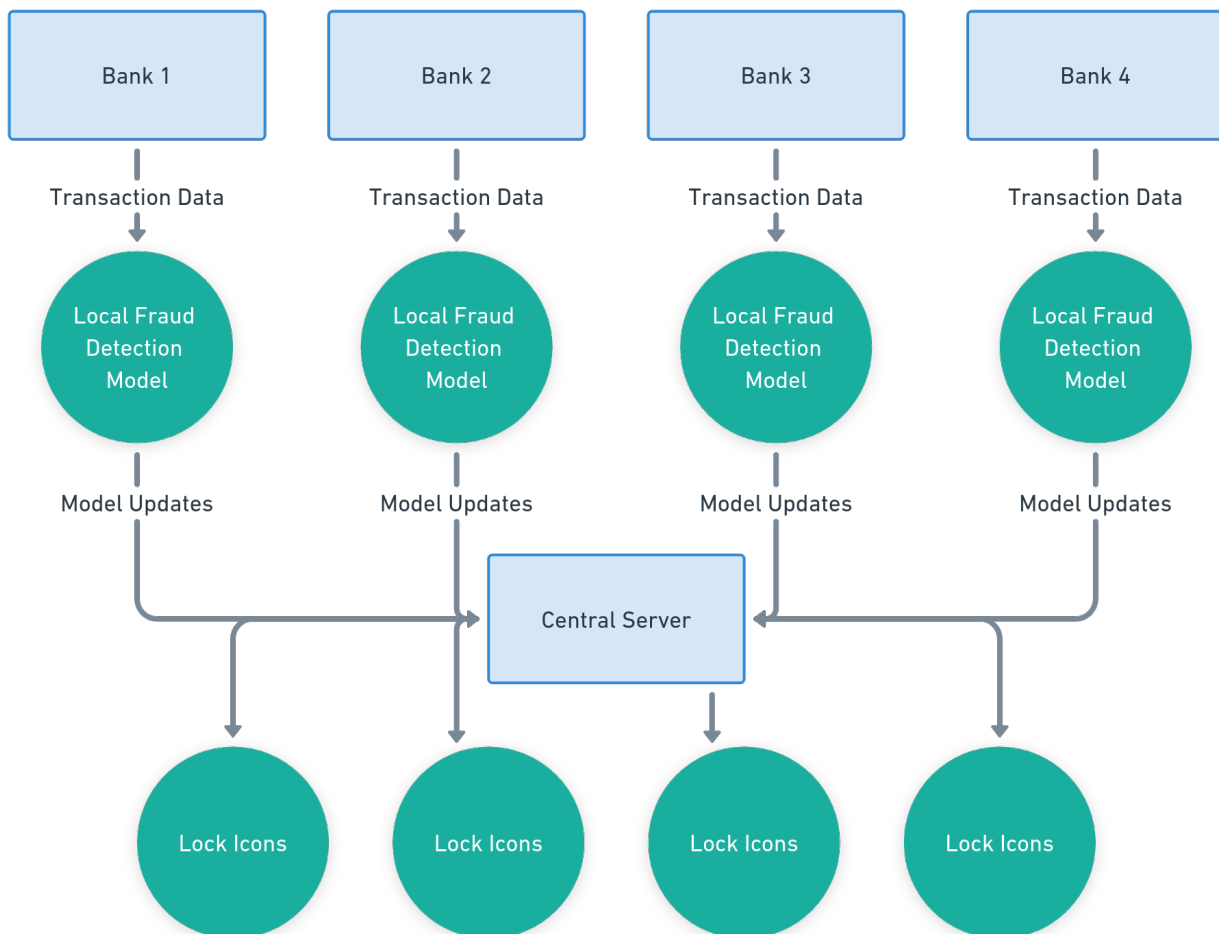 Bank 1
Bank 2
Bank 3
Bank 4
Transaction Data
Transaction Data
Transaction Data
Transaction Data
Local Fraud
Detection
Model
Local Fraud
Detection
Model
Local Fraud
Detection
Model
Local Fraud
Detection
Model
Model Updates
Model Updates
Model Updates
Model Updates
Central Server
Lock Icons
Lock Icons
Lock Icons
Lock Icons